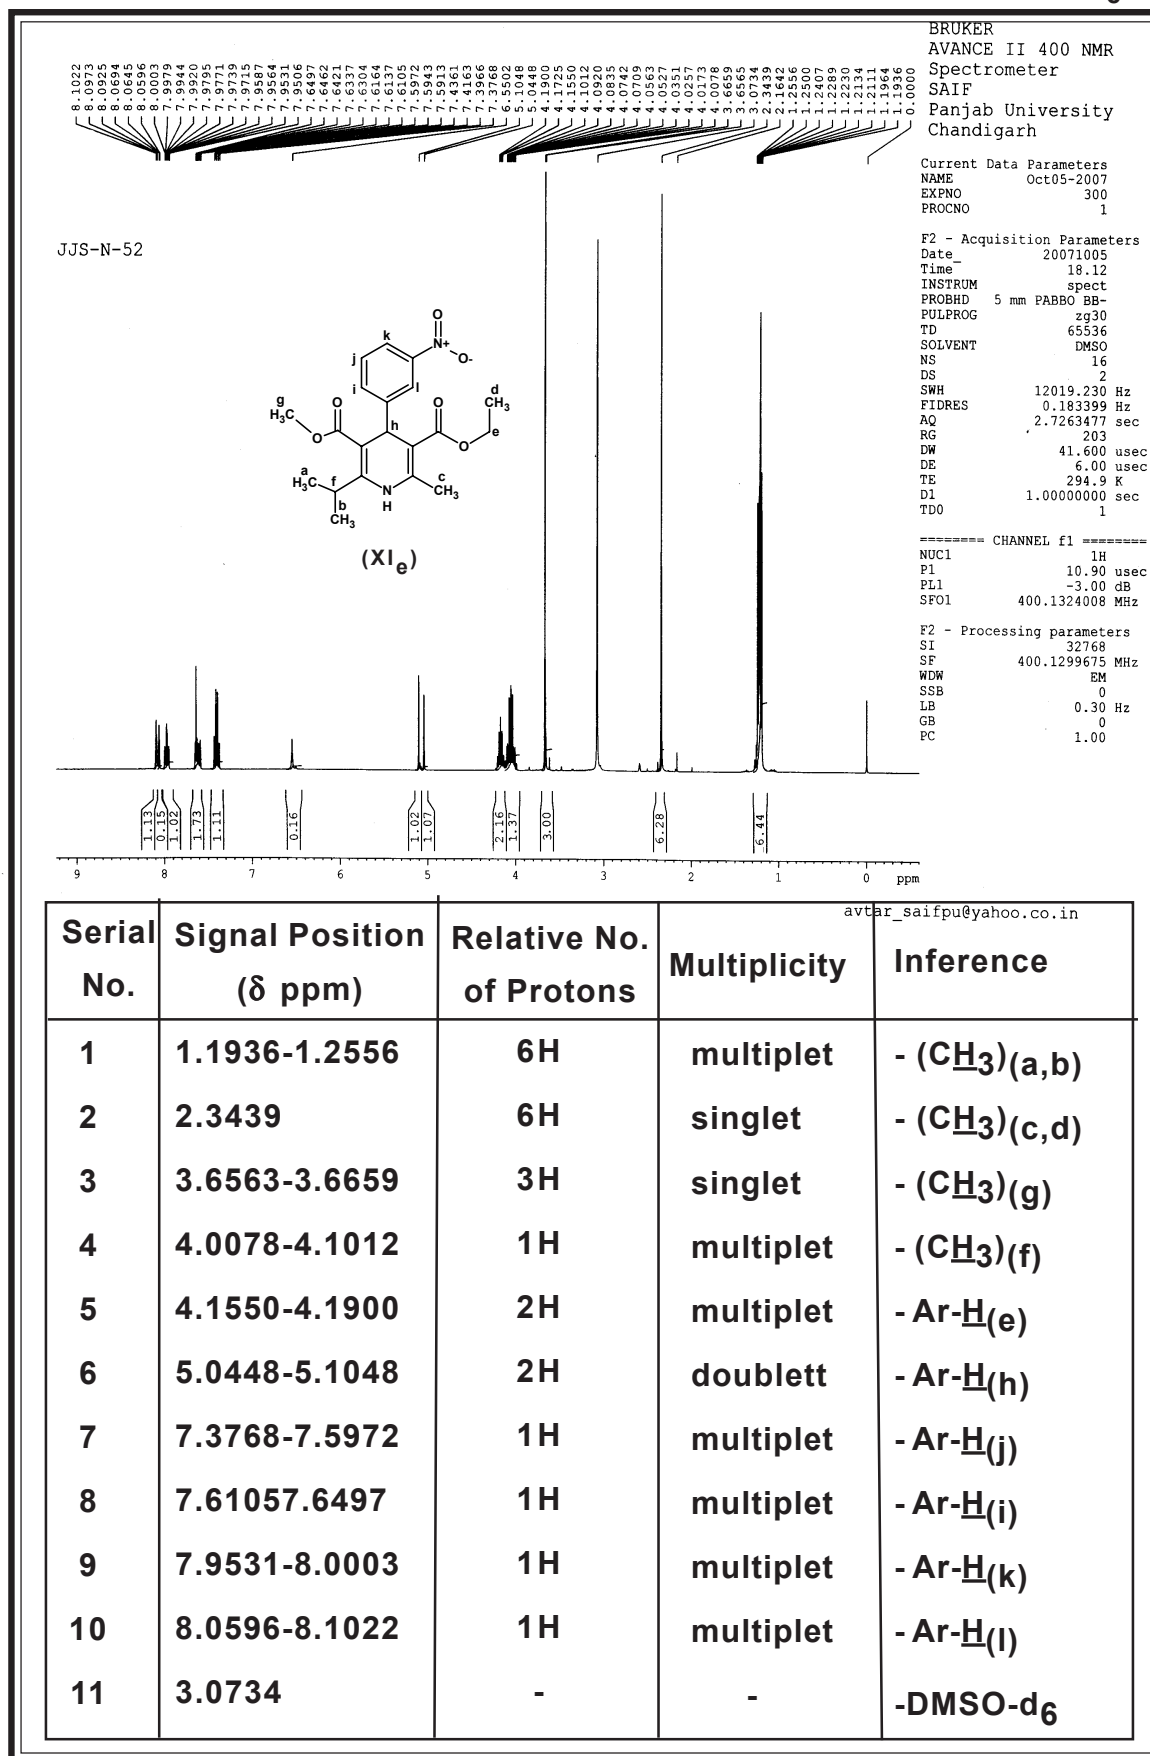 BRUKER
AVANCE II 400 NMR
Spectrometer
SAIF
Panjab University
Chandigarh
8.1022
8.0973
8.0925
8.0694
8.0645
8.0596
8.0003
7.9979
7.9944
7.9920
7.9795
7.9771
7.9739
7.9715
7.9587
7.9564
7.9531
7.9506
7.6497
7.6462
7.6421
7.6337
7.6304
7.6164
7.6137
7.6105
7.5972
7.5943
7.5913
7.4361
7.4163
7.3966
7.3768
6.5502
5.1048
5.0448
4.1900
4.1725
4.1550
4.1012
4.0920
4.0835
4.0742
4.0709
4.0563
4.0527
4.0351
4.0257
4.0173
4.0078
3.6659
3.6565
3.0734
2.3439
2.1642
1.2556
1.2500
1.2407
1.2289
1.2230
1.2134
1.2111
1.1964
1.1936
0.0000
Current Data Parameters
NAME Oct05-2007
EXPNO 300
PROCNO 1
F2 - Acquisition Parameters
Date_ 20071005
Time 18.12
INSTRUM spect
PROBHD 5 mm PABBO BB-
PULPROG zg30
TD 65536
SOLVENT DMSO
NS 16
DS 2
SWH 12019.230 Hz
FIDRES 0.183399 Hz
AQ 2.7263477 sec
RG 203
DW 41.600 usec
DE 6.00 usec
TE 294.9 K
D1 1.00000000 sec
TD0 1
======== CHANNEL f1 ========
NUC1 1H
P1 10.90 usec
PL1 -3.00 dB
SFO1 400.1324008 MHz
F2 - Processing parameters
SI 32768
SF 400.1299675 MHz
WDW EM
SSB 0
LB 0.30 Hz
GB 0
PC 1.00
JJS-N-52
O
k
N+
j
O-
i
l
d
g
O
O
CH3
H3C
h
O
O
e
a
f
c
H3C
N
CH3
b
H
CH3
(XIe)
1.13
0.15
1.02
1.73
1.11
0.16
1.02
1.07
2.16
1.37
3.00
6.28
6.44
9 8 7 6 5 4 3 2 1 0 ppm
avtar_saifpu@yahoo.co.in
Serial No. Signal Position (δ ppm) Relative No. of Protons Multiplicity Inference
1 1.1936-1.2556 6H multiplet - (CH3)(a,b)
2 2.3439 6H singlet - (CH3)(c,d)
3 3.6563-3.6659 3H singlet - (CH3)(g)
4 4.0078-4.1012 1H multiplet - (CH3)(f)
5 4.1550-4.1900 2H multiplet - Ar-H(e)
6 5.0448-5.1048 2H doublett - Ar-H(h)
7 7.3768-7.5972 1H multiplet - Ar-H(j)
8 7.61057.6497 1H multiplet - Ar-H(i)
9 7.9531-8.0003 1H multiplet - Ar-H(k)
10 8.0596-8.1022 1H multiplet - Ar-H(l)
11 3.0734 - - -DMSO-d6